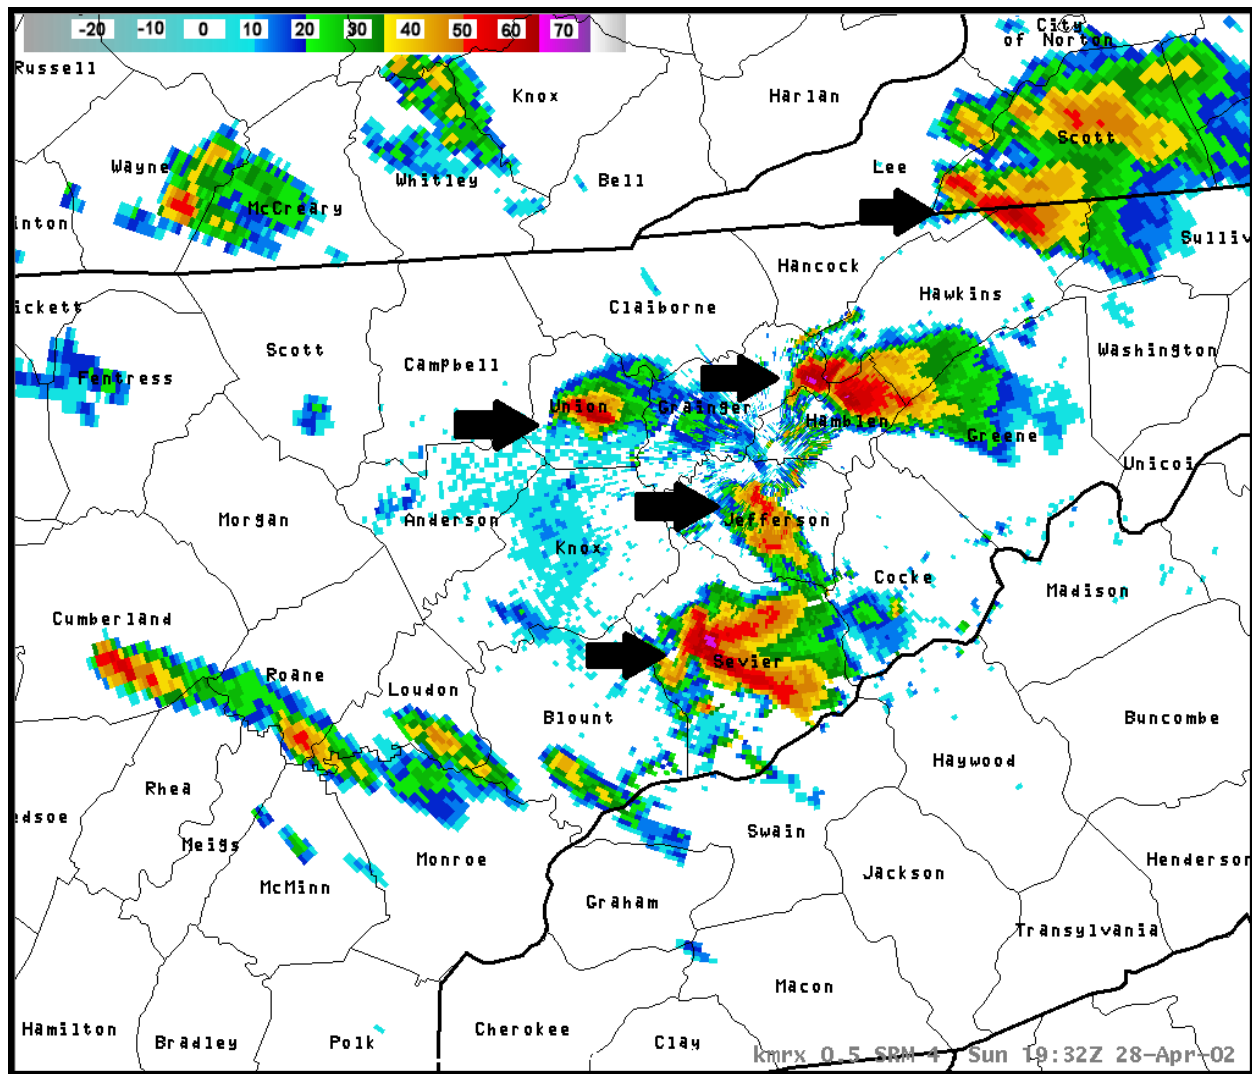 -20 -10 0 10 20 30 40 50 60 70
City
of Norton
Russell
Knox
Harlan
Scott
Wayne
Lee
Whitley
Bell
McCreary
inton
Sulliv
Hancock
ickett
Claiborne
Hawkins
Scott
Campbell
Washington
Fentress
Union
Grainger
Hamblen
Greene
Unicoi
Morgan
Anderson
Jefferson
Knox
Cocke
Madison
Cumberland
Sevier
Roane
Loudon
Blount
Buncombe
Haywood
Rhea
edsoe
Swain
Meigs
Monroe
Jackson
Henderson
McMinn
Graham
Transylvania
Macon
Hamilton
Bradley
Polk
Cherokee
Clay
kmrx 0.5 SRM 4 Sun 19:32Z 28-Apr-02